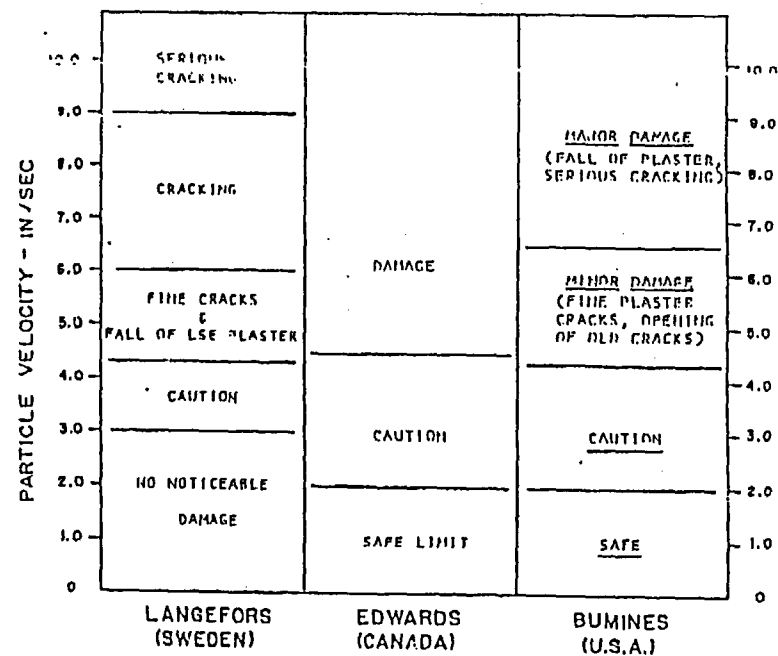 10.0
9.0
8.0
7.0
6.0
5.0
4.0
3.0
2.0
1.0
0
PARTICLE VELOCITY - IN/SEC
SERIOUS
CRACKING
CRACKING
FINE CRACKS
&
FALL OF LSE PLASTER
CAUTION
NO NOTICEABLE
DAMAGE
LANGEFORS
(SWEDEN)
DAMAGE
CAUTION
SAFE LIMIT
EDWARDS
(CANADA)
MAJOR DAMAGE
(FALL OF PLASTER,
SERIOUS CRACKING)
MINOR DAMAGE
(FINE PLASTER
CRACKS, OPENING
OF OLD CRACKS)
CAUTION
SAFE
BUMINES
(U.S.A.)
10.0
9.0
8.0
7.0
6.0
5.0
4.0
3.0
2.0
1.0
0